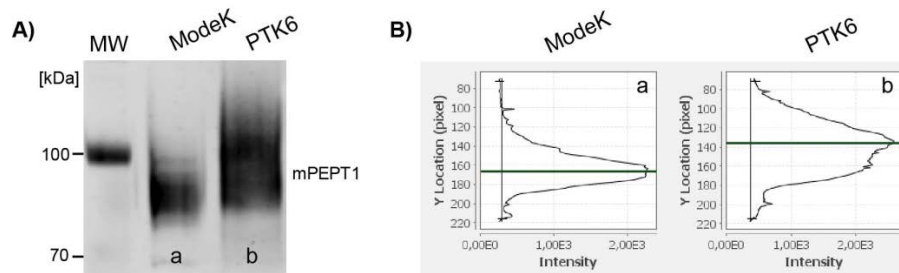 A)
MW
ModeK
PTK6
[kDa]
100
70
mPEPT1
a
b
B)
ModeK
PTK6
a
Y Location (pixel)
80
100
120
140
160
180
200
220
0,00E0
1,00E3
2,00E3
Intensity
b
Y Location (pixel)
80
100
120
140
160
180
200
220
0,00E0
1,00E3
2,00E3
Intensity